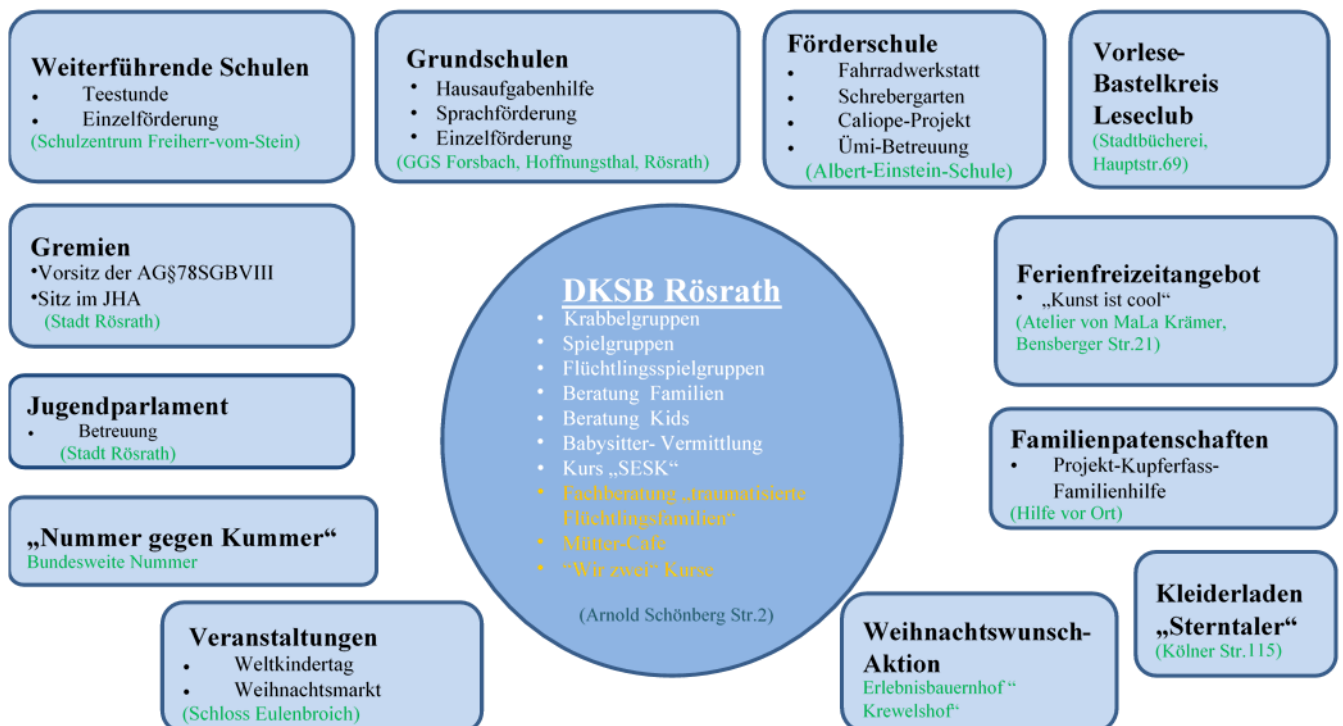 Weiterführende Schulen
• Teestunde
• Einzelförderung
(Schulzentrum Freiherr-vom-Stein)
Grundschulen
• Hausaufgabenhilfe
• Sprachförderung
• Einzelförderung
(GGS Forsbach, Hoffnungsthal, Rösrath)
Förderschule
• Fahrradwerkstatt
• Schrebergarten
• Caliope-Projekt
• Ümi-Betreuung
(Albert-Einstein-Schule)
Vorlese-
Bastelkreis
Leseclub
(Stadtbücherei,
Hauptstr.69)
Gremien
•Vorsitz der AG§78SGBVIII
•Sitz im JHA
(Stadt Rösrath)
Jugendparlament
• Betreuung
(Stadt Rösrath)
„Nummer gegen Kummer“
Bundesweite Nummer
Veranstaltungen
• Weltkindertag
• Weihnachtsmarkt
(Schloss Eulenbroich)
DKSB Rösrath
• Krabbelgruppen
• Spielgruppen
• Flüchtlingsspielgruppen
• Beratung Familien
• Beratung Kids
• Babysitter- Vermittlung
• Kurs „SESK“
• Fachberatung „traumatisierte
Flüchtlingsfamilien“
• Mütter-Cafe
• “Wir zwei“ Kurse
(Arnold Schönberg Str.2)
Ferienfreizeitangebot
• „Kunst ist cool“
(Atelier von MaLa Krämer,
Bensberger Str.21)
Familienpatenschaften
• Projekt-Kupferfass-
Familienhilfe
(Hilfe vor Ort)
Kleiderladen
„Sterntaler“
(Kölner Str.115)
Weihnachtswunsch-
Aktion
Erlebnisbauernhof “
Krewelshof“